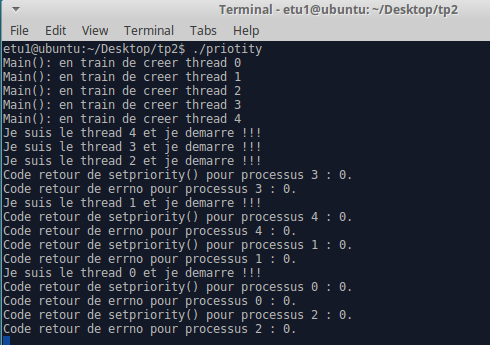 Terminal - etu1@ubuntu: ~/Desktop/tp2
File Edit View Terminal Tabs Help
etu1@ubuntu:~/Desktop/tp2$ ./priotity
Main(): en train de creer thread 0
Main(): en train de creer thread 1
Main(): en train de creer thread 2
Main(): en train de creer thread 3
Main(): en train de creer thread 4
Je suis le thread 4 et je demarre !!!
Je suis le thread 3 et je demarre !!!
Je suis le thread 2 et je demarre !!!
Code retour de setpriority() pour processus 3 : 0.
Code retour de errno pour processus 3 : 0.
Je suis le thread 1 et je demarre !!!
Code retour de setpriority() pour processus 4 : 0.
Code retour de errno pour processus 4 : 0.
Code retour de setpriority() pour processus 1 : 0.
Code retour de errno pour processus 1 : 0.
Je suis le thread 0 et je demarre !!!
Code retour de setpriority() pour processus 0 : 0.
Code retour de errno pour processus 0 : 0.
Code retour de setpriority() pour processus 2 : 0.
Code retour de errno pour processus 2 : 0.